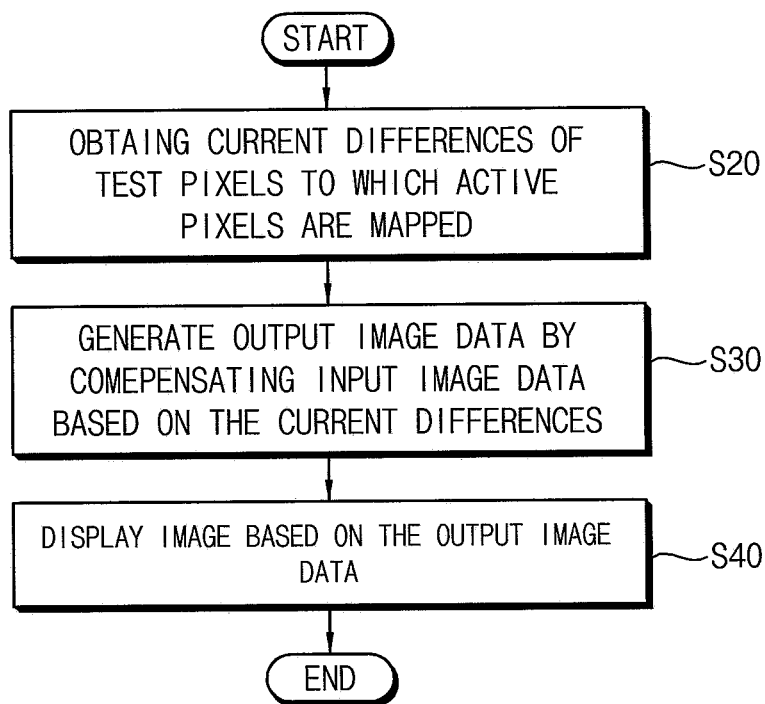 START
OBTAING CURRENT DIFFERENCES OF
TEST PIXELS TO WHICH ACTIVE
PIXELS ARE MAPPED
S20
GENERATE OUTPUT IMAGE DATA BY
COMEPENSATING INPUT IMAGE DATA
BASED ON THE CURRENT DIFFERENCES
S30
DISPLAY IMAGE BASED ON THE OUTPUT IMAGE
DATA
S40
END